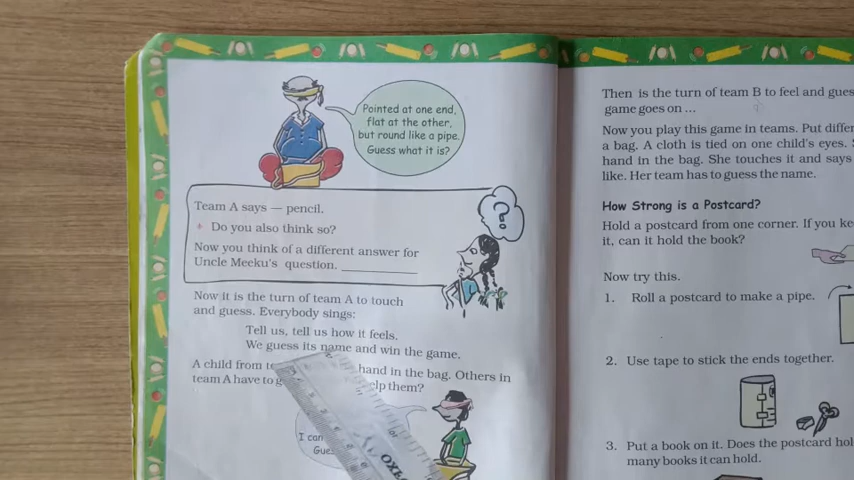 Pointed at one end,
flat at the other,
but round like a pipe.
Guess what it is?
Team A says — pencil.
Do you also think so?
Now you think of a different answer for
Uncle Meeku's question.
?
Now it is the turn of team A to touch
and guess. Everybody sings:
Tell us, tell us how it feels.
We guess its name and win the game.
A child from hand in the bag. Others in
team A have to help them?
I can
Gue
Then is the turn of team B to feel and gues
game goes on ...
Now you play this game in teams. Put differ
a bag. A cloth is tied on one child's eyes.
hand in the bag. She touches it and says
like. Her team has to guess the name.
How Strong is a Postcard?
Hold a postcard from one corner. If you ke
it, can it hold the book?
Now try this.
1. Roll a postcard to make a pipe.
2. Use tape to stick the ends together.
3. Put a book on it. Does the postcard hol
many books it can hold.